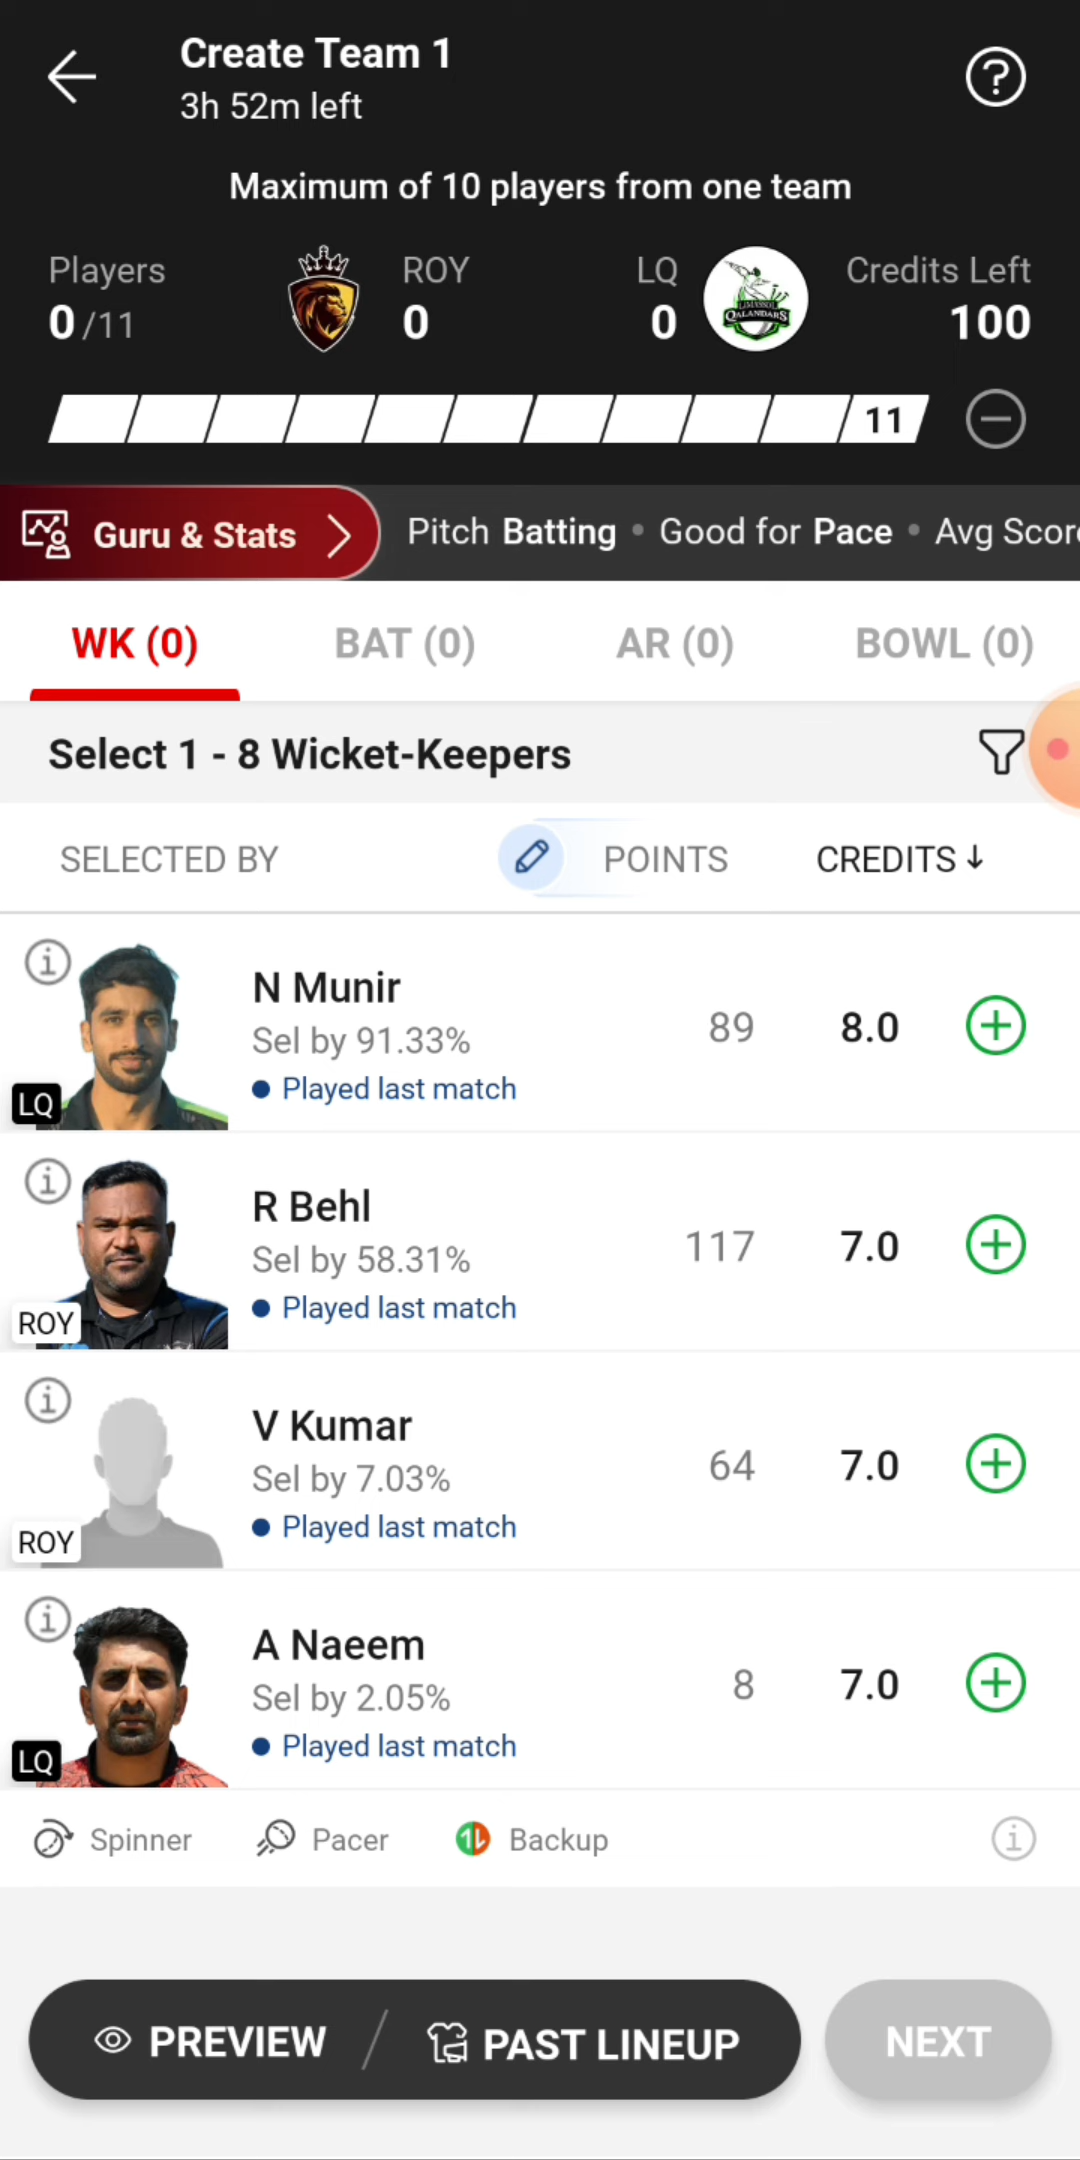 Create Team 1
3h 52m left
Maximum of 10 players from one team
Players
0/11
ROY
0
LQ
0
LIMASSOL
QALANDARS
Credits Left
100
11
Guru & Stats
Pitch Batting • Good for Pace • Avg Scor
WK (0)
BAT (0)
AR (0)
BOWL (0)
Select 1 - 8 Wicket-Keepers
SELECTED BY
POINTS
CREDITS ↓
N Munir
Sel by 91.33%
Played last match
LQ
89
8.0
R Behl
Sel by 58.31%
Played last match
ROY
117
7.0
V Kumar
Sel by 7.03%
Played last match
ROY
64
7.0
A Naeem
Sel by 2.05%
Played last match
LQ
8
7.0
Spinner
Pacer
Backup
PREVIEW
PAST LINEUP
NEXT